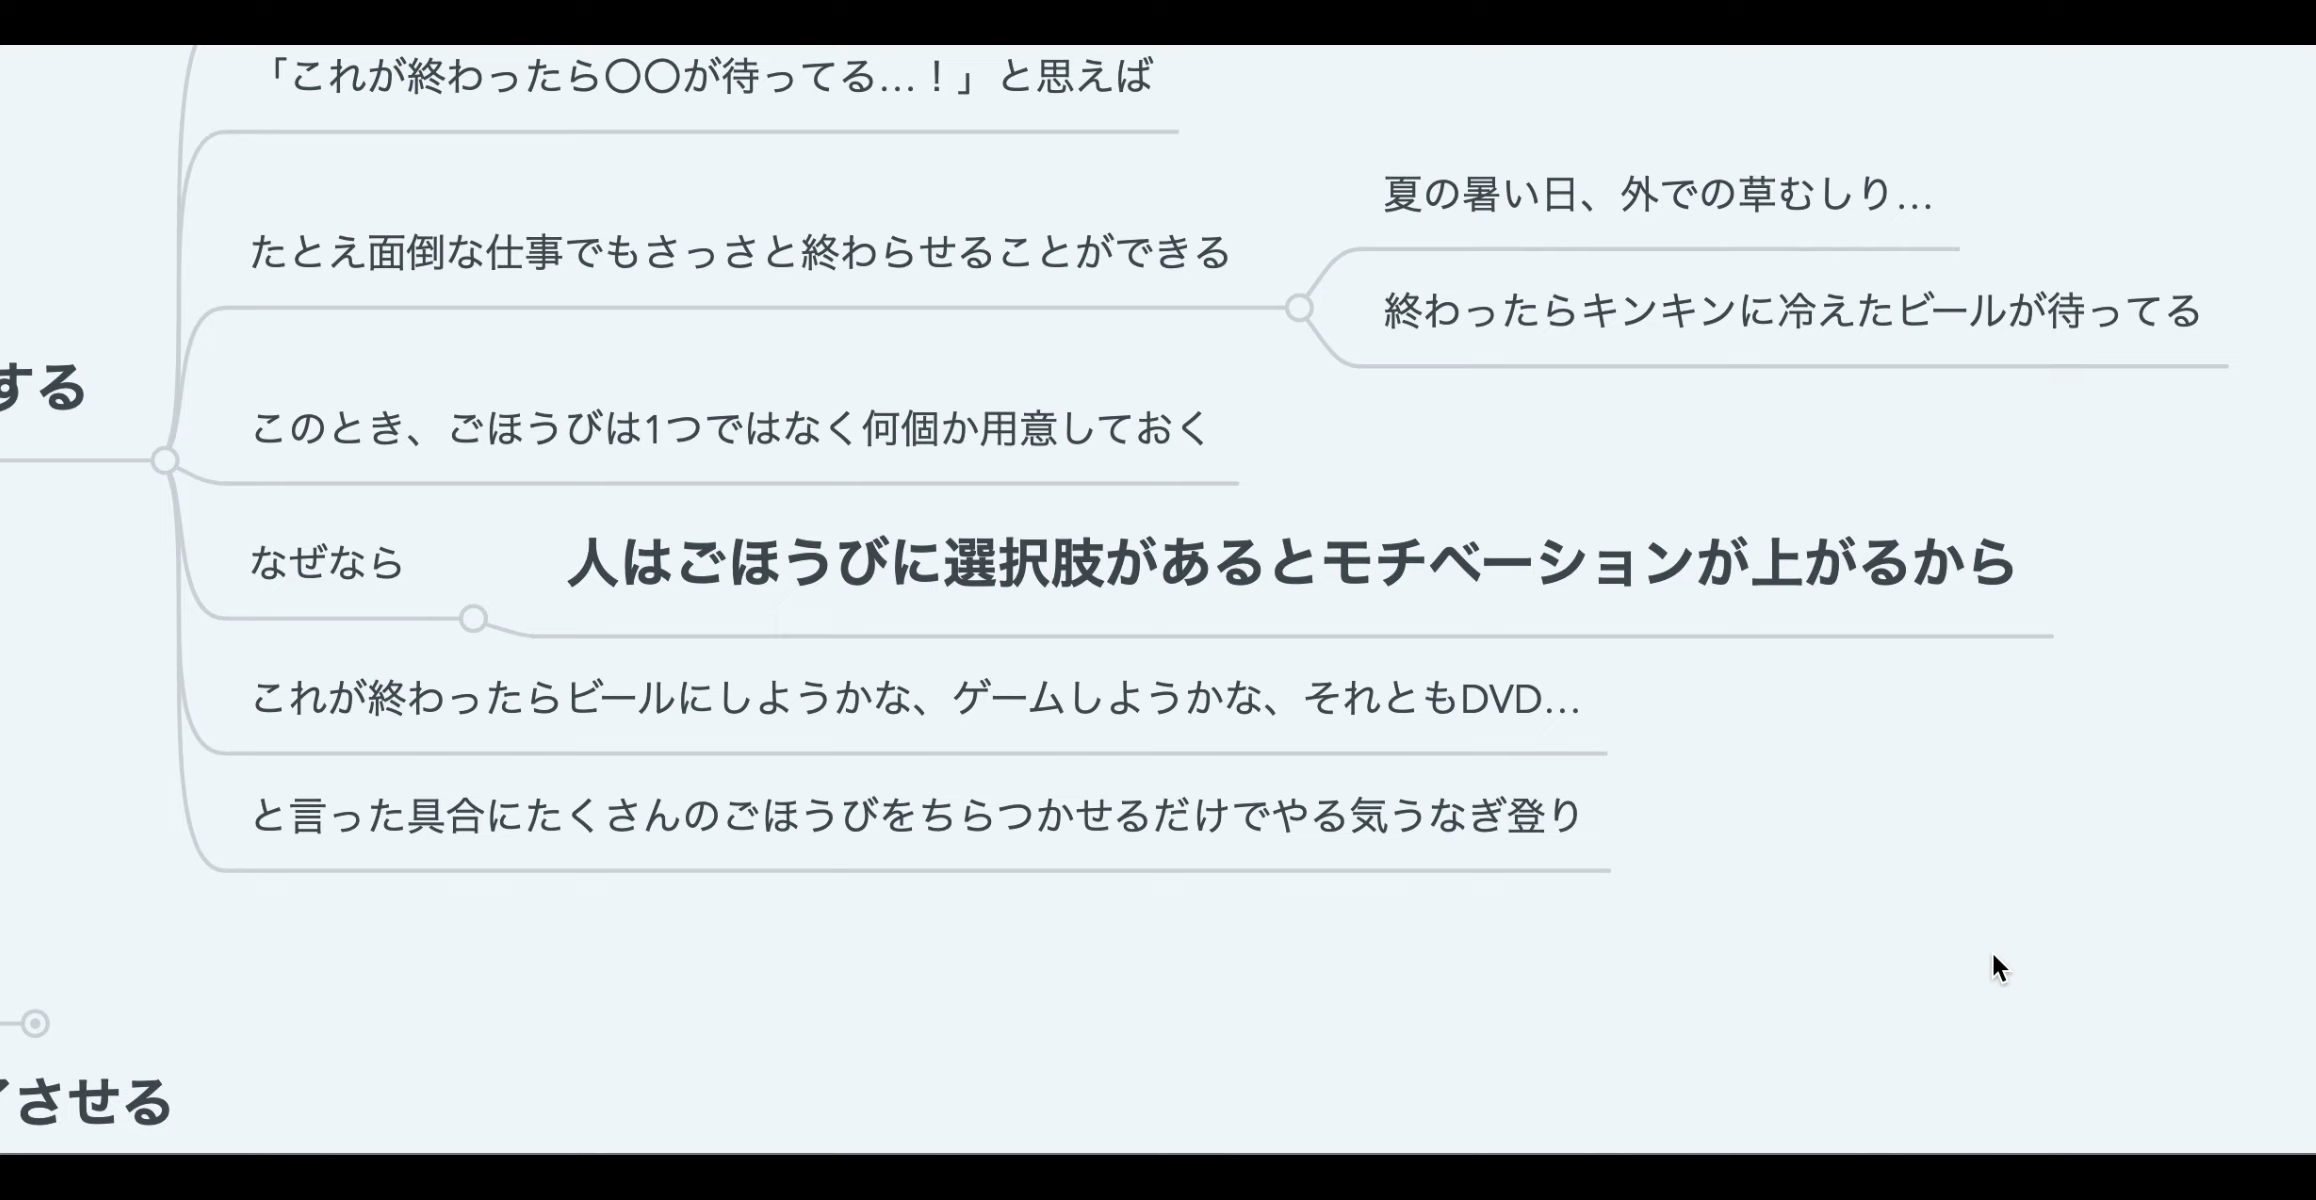 「これが終わったら〇〇が待ってる…！」と思えば
たとえ面倒な仕事でもさっさと終わらせることができる
夏の暑い日、外での草むしり…
終わったらキンキンに冷えたビールが待ってる
する
このとき、ごほうびは1つではなく何個か用意しておく
なぜなら
人はごほうびに選択肢があるとモチベーションが上がるから
これが終わったらビールにしようかな、ゲームしようかな、それともDVD…
と言った具合にたくさんのごほうびをちらつかせるだけでやる気うなぎ登り
させる